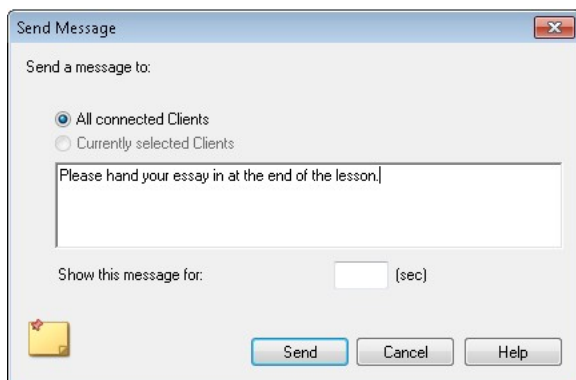 Send Message
Send a message to:
All connected Clients
Currently selected Clients
Please hand your essay in at the end of the lesson.
Show this message for: (sec)
Send Cancel Help